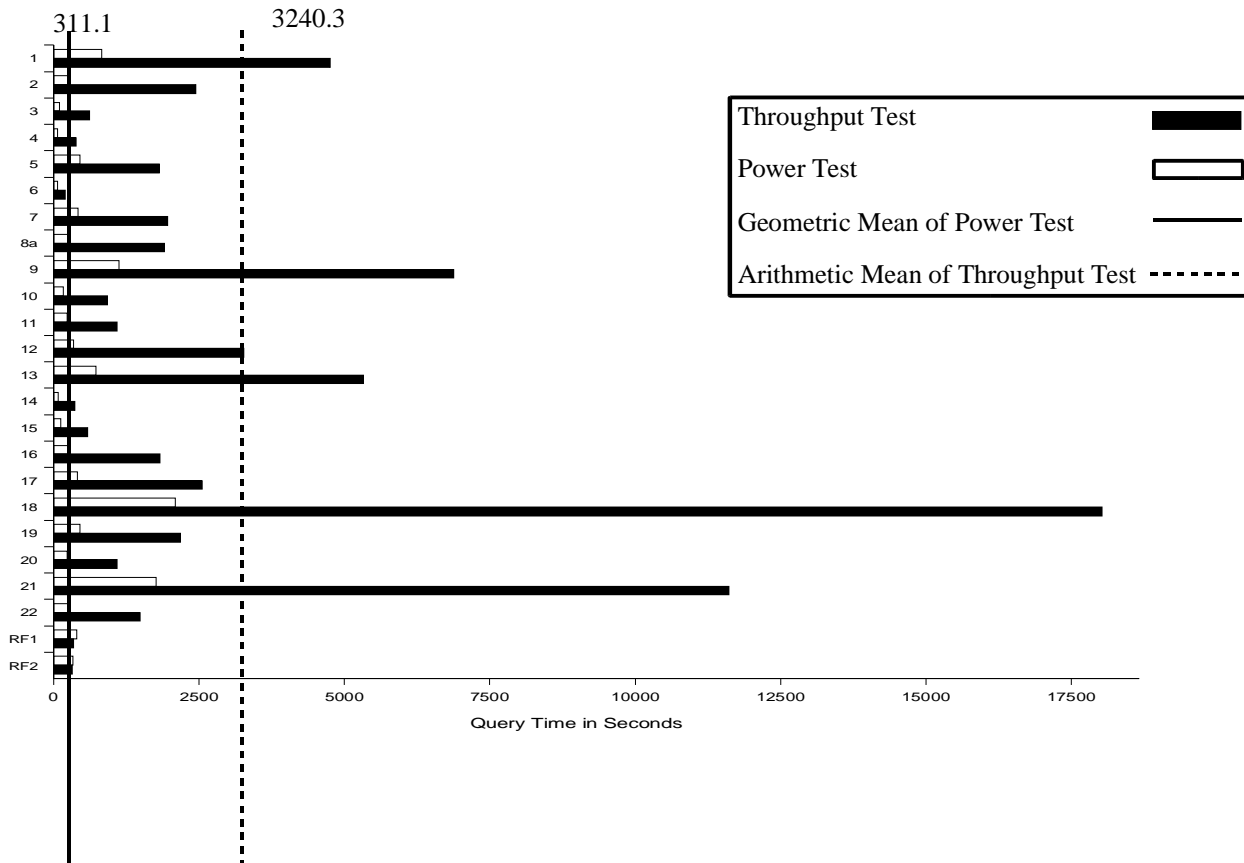 311.1
3240.3
1
2
3
4
5
6
7
8a
9
10
11
12
13
14
15
16
17
18
19
20
21
22
RF1
RF2
0 2500 5000 7500 10000 12500 15000 17500
Query Time in Seconds
Throughput Test
Power Test
Geometric Mean of Power Test
Arithmetic Mean of Throughput Test